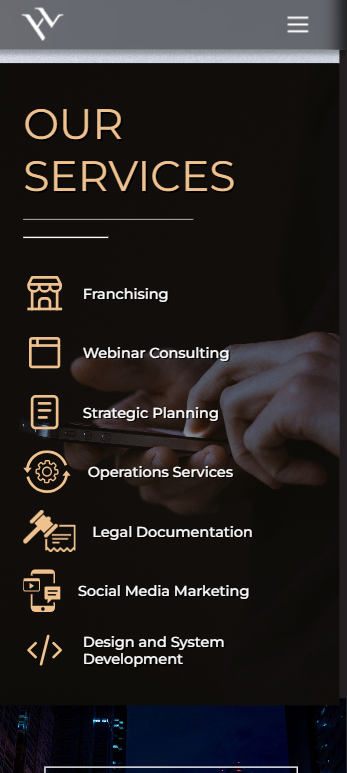 OUR
SERVICES
Franchising
Webinar Consulting
Strategic Planning
Operations Services
Legal Documentation
Social Media Marketing
Design and System
Development